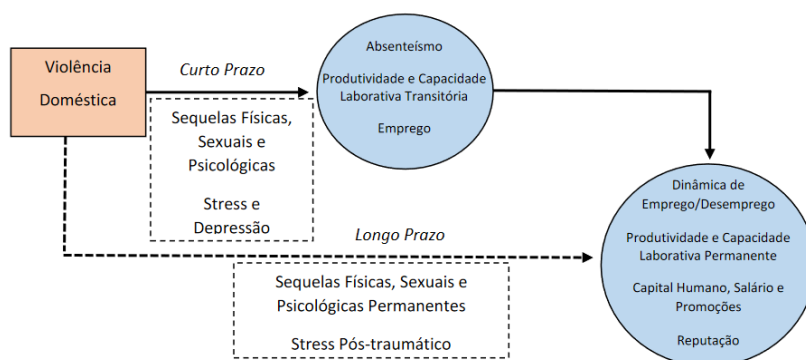 Violência
Doméstica
Curto Prazo
Sequelas Físicas,
Sexuais e
Psicológicas
Stress e
Depressão
Absenteísmo
Produtividade e Capacidade
Laborativa Transitória
Emprego
Longo Prazo
Sequelas Físicas, Sexuais e
Psicológicas Permanentes
Stress Pós-traumático
Dinâmica de
Emprego/Desemprego
Produtividade e Capacidade
Laborativa Permanente
Capital Humano, Salário e
Promoções
Reputação